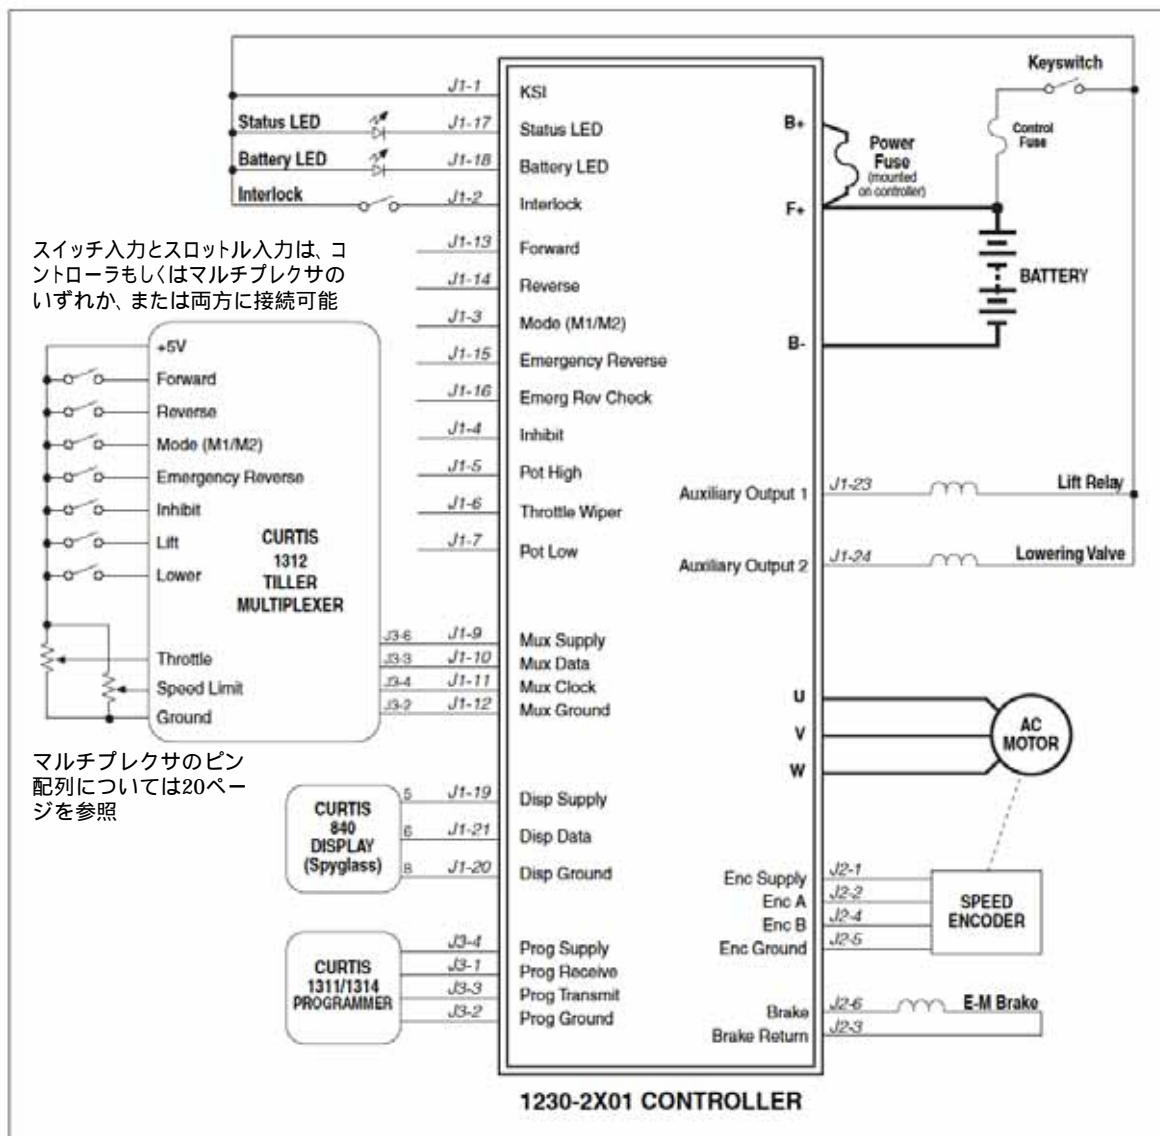 Keyswitch
Control
Fuse
J1-1
KSI
Status LED
J1-17
Status LED
Battery LED
J1-18
Battery LED
Interlock
J1-2
Interlock
B+
Power
Fuse
(mounted
on controller)
F+
BATTERY
B-
スイッチ入力とスロットル入力は、コ
ントローラもしくはマルチプレクサの
いずれか、または両方に接続可能
J1-13
Forward
J1-14
Reverse
J1-3
Mode (M1/M2)
J1-15
Emergency Reverse
J1-16
Emerg Rev Check
J1-4
Inhibit
J1-5
Pot High
J1-6
Throttle Wiper
J1-7
Pot Low
+5V
Forward
Reverse
Mode (M1/M2)
Emergency Reverse
Inhibit
Lift
Lower
Throttle
Speed Limit
Ground
CURTIS
1312
TILLER
MULTIPLEXER
Auxiliary Output 1
J1-23
Lift Relay
Auxiliary Output 2
J1-24
Lowering Valve
J3-6
J1-9
Mux Supply
J3-3
J1-10
Mux Data
J3-4
J1-11
Mux Clock
J3-2
J1-12
Mux Ground
U
V
W
AC
MOTOR
マルチプレクサのピン
配列については20ペー
ジを参照
CURTIS
840
DISPLAY
(Spyglass)
5
J1-19
Disp Supply
6
J1-21
Disp Data
8
J1-20
Disp Ground
Enc Supply
J2-1
Enc A
J2-2
Enc B
J2-4
Enc Ground
J2-5
SPEED
ENCODER
CURTIS
1311/1314
PROGRAMMER
J3-4
Prog Supply
J3-1
Prog Receive
J3-3
Prog Transmit
J3-2
Prog Ground
Brake
J2-6
E-M Brake
Brake Return
J2-3
1230-2X01 CONTROLLER